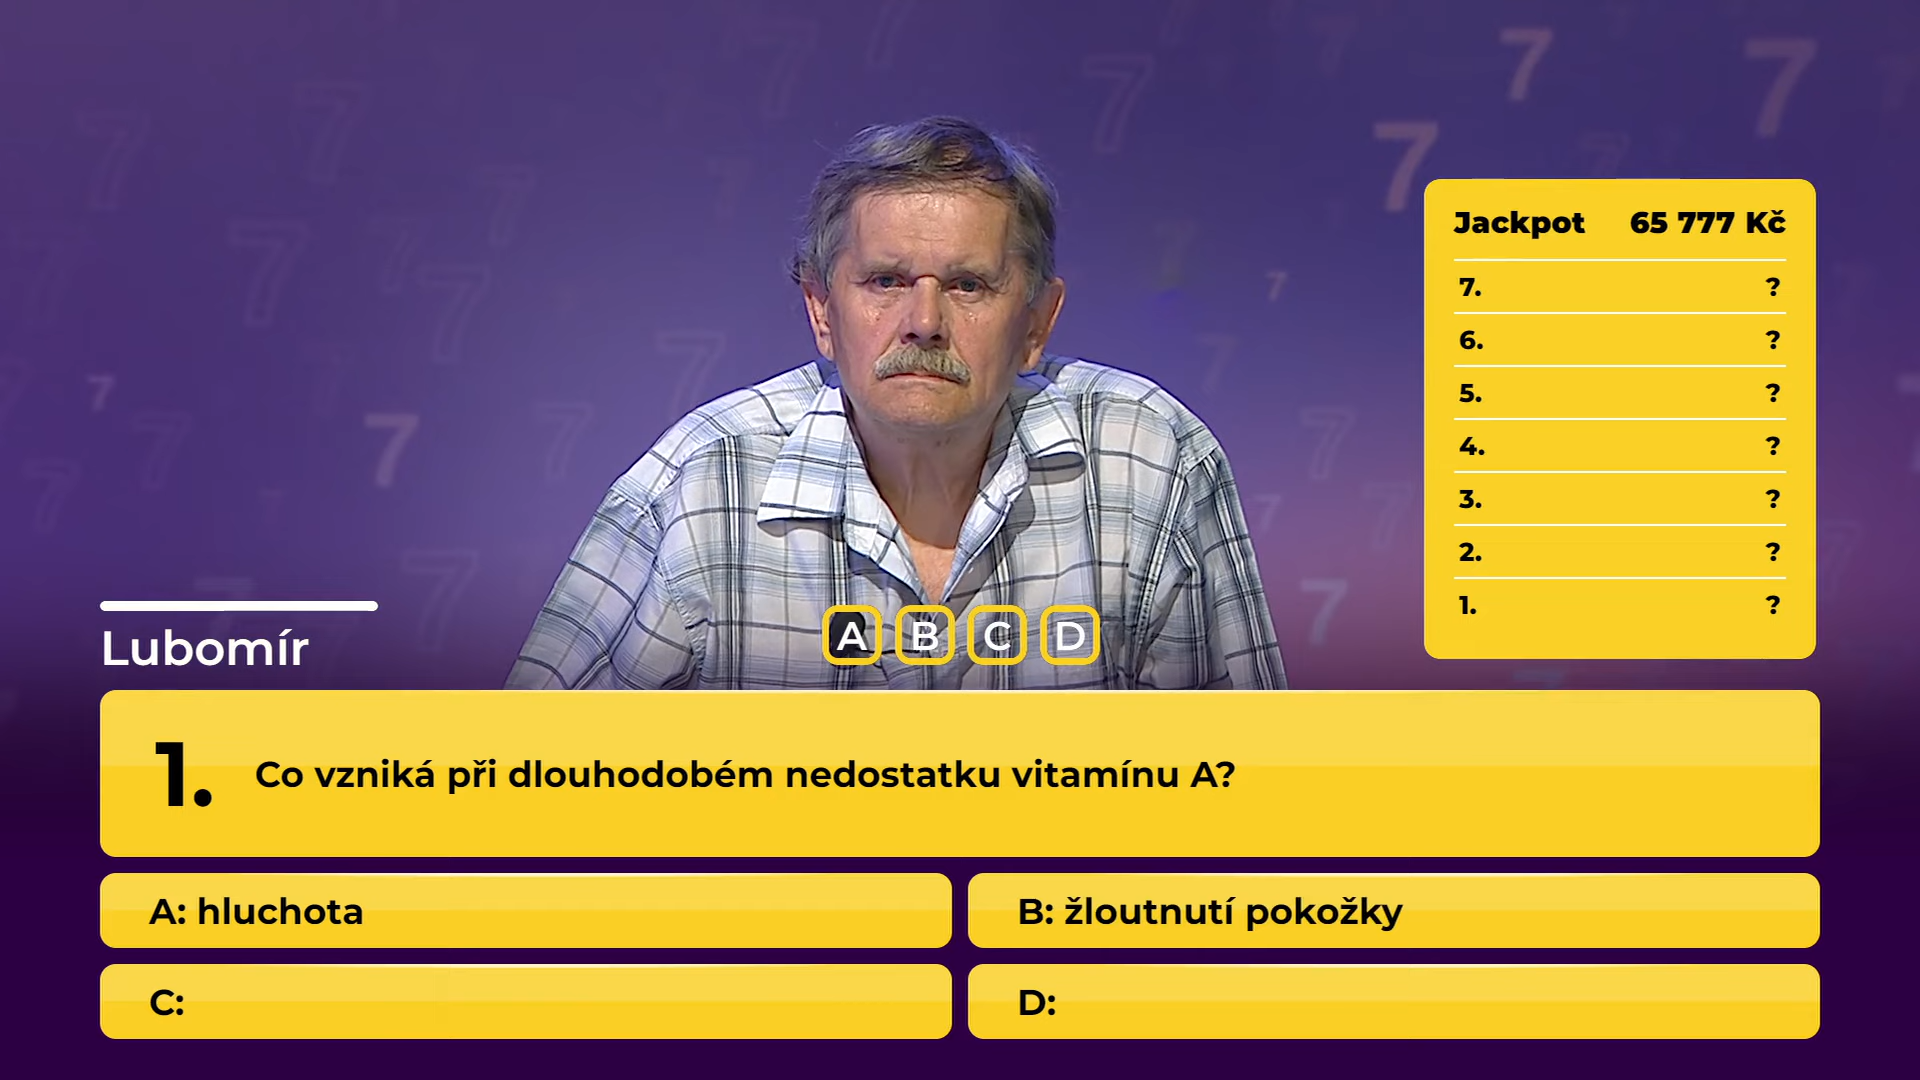 Jackpot 65 777 Kč
7. ?
6. ?
5. ?
4. ?
3. ?
2. ?
1. ?
Lubomír
A B C D
1. Co vzniká při dlouhodobém nedostatku vitamínu A?
A: hluchota
B: žloutnutí pokožky
C:
D: